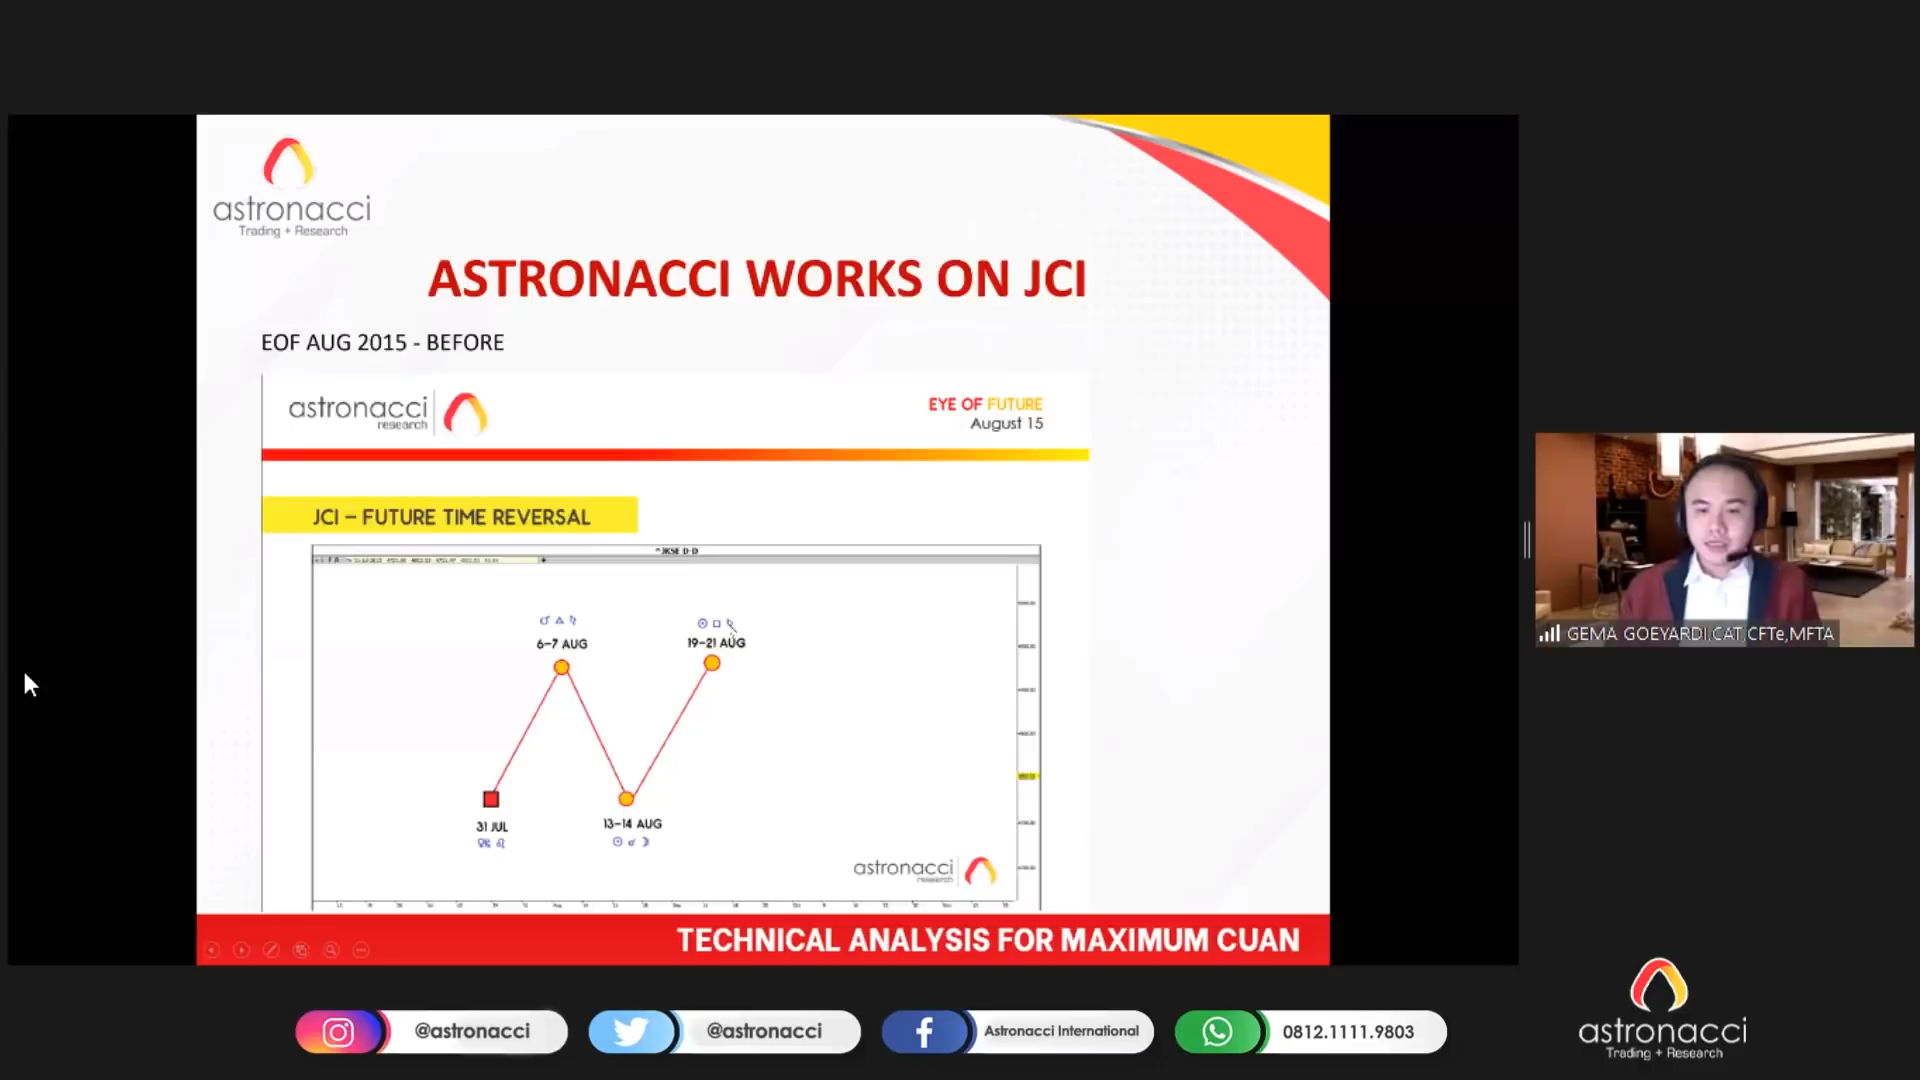 astronacci
Trading + Research
ASTRONACCI WORKS ON JCI
EOF AUG 2015 - BEFORE
astronacci
research
EYE OF FUTURE
August 15
JCI – FUTURE TIME REVERSAL
^JKSE D-D
♂ △ ♄
6–7 AUG
☉ □ ♄
19–21 AUG
31 JUL
13–14 AUG
☉ ☌ ☽
astronacci
research
TECHNICAL ANALYSIS FOR MAXIMUM CUAN
GEMA GOEYARDI.CAT,CFTe,MFTA
@astronacci
@astronacci
Astronacci International
0812.1111.9803
astronacci
Trading + Research